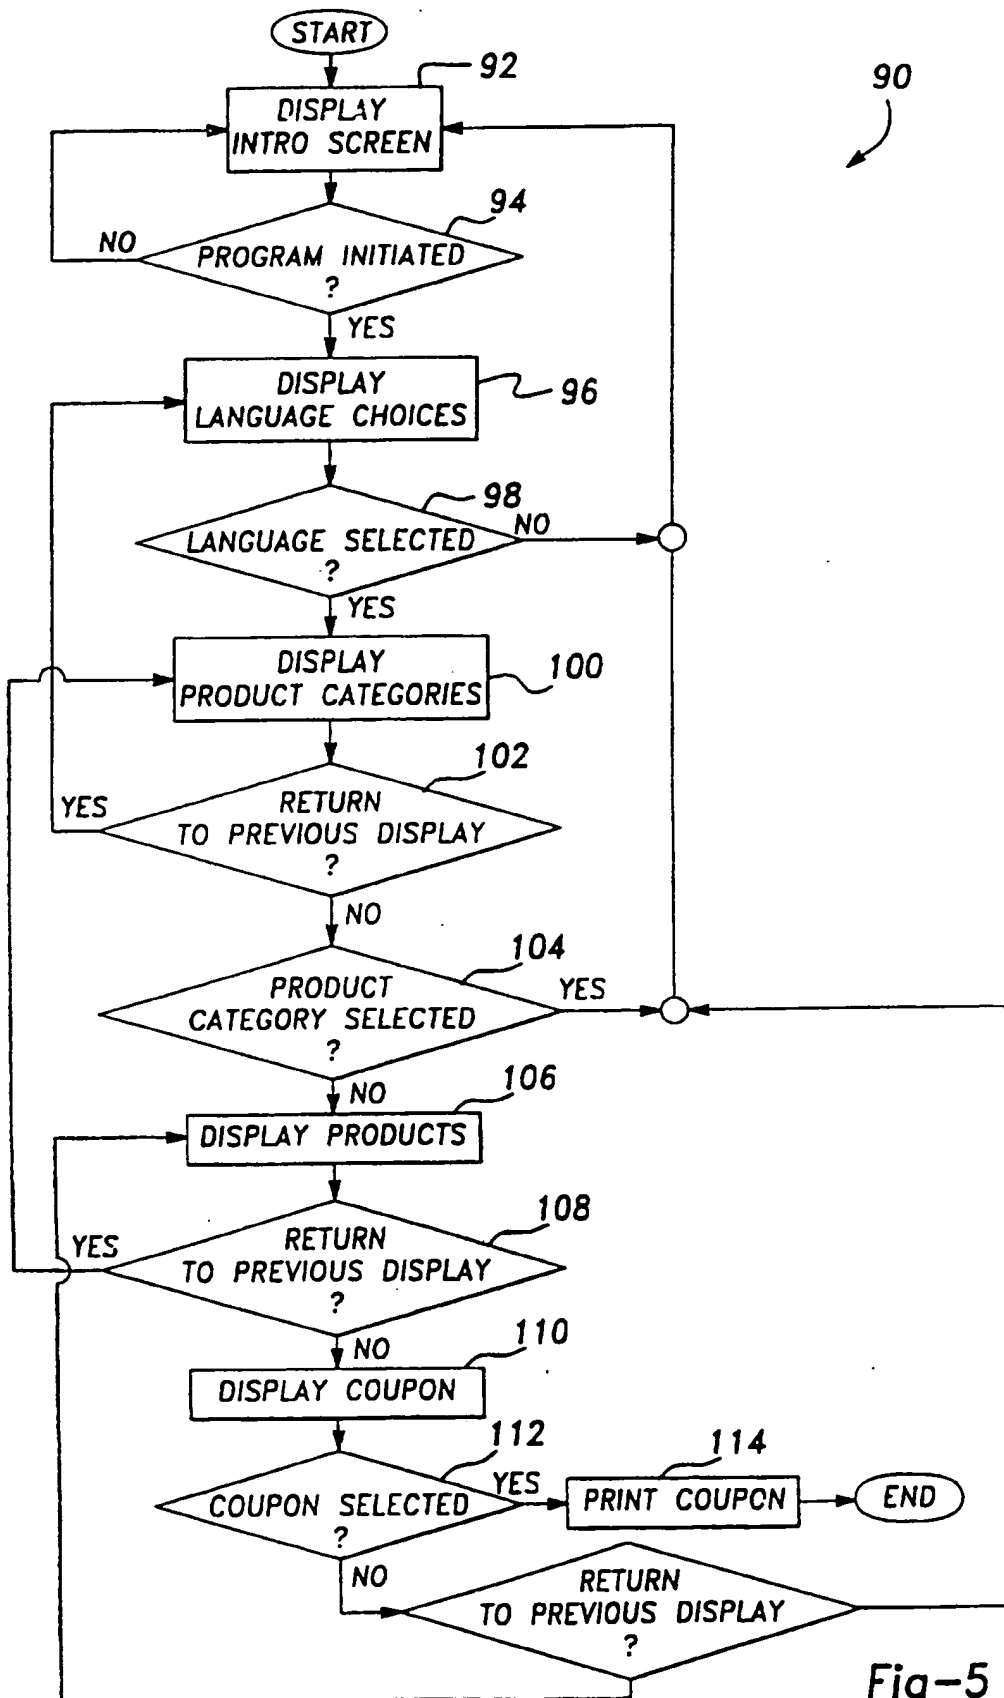 START
92
90
DISPLAY
INTRO SCREEN
94
NO
PROGRAM INITIATED
?
YES
DISPLAY
LANGUAGE CHOICES
96
98
NO
LANGUAGE SELECTED
?
YES
DISPLAY
PRODUCT CATEGORIES
100
102
YES
RETURN
TO PREVIOUS DISPLAY
?
NO
104
PRODUCT
CATEGORY SELECTED
?
YES
NO
106
DISPLAY PRODUCTS
108
YES
RETURN
TO PREVIOUS DISPLAY
?
NO
110
DISPLAY COUPON
112
COUPON SELECTED
?
YES
114
PRINT COUPON
END
NO
RETURN
TO PREVIOUS DISPLAY
?
Fig-5